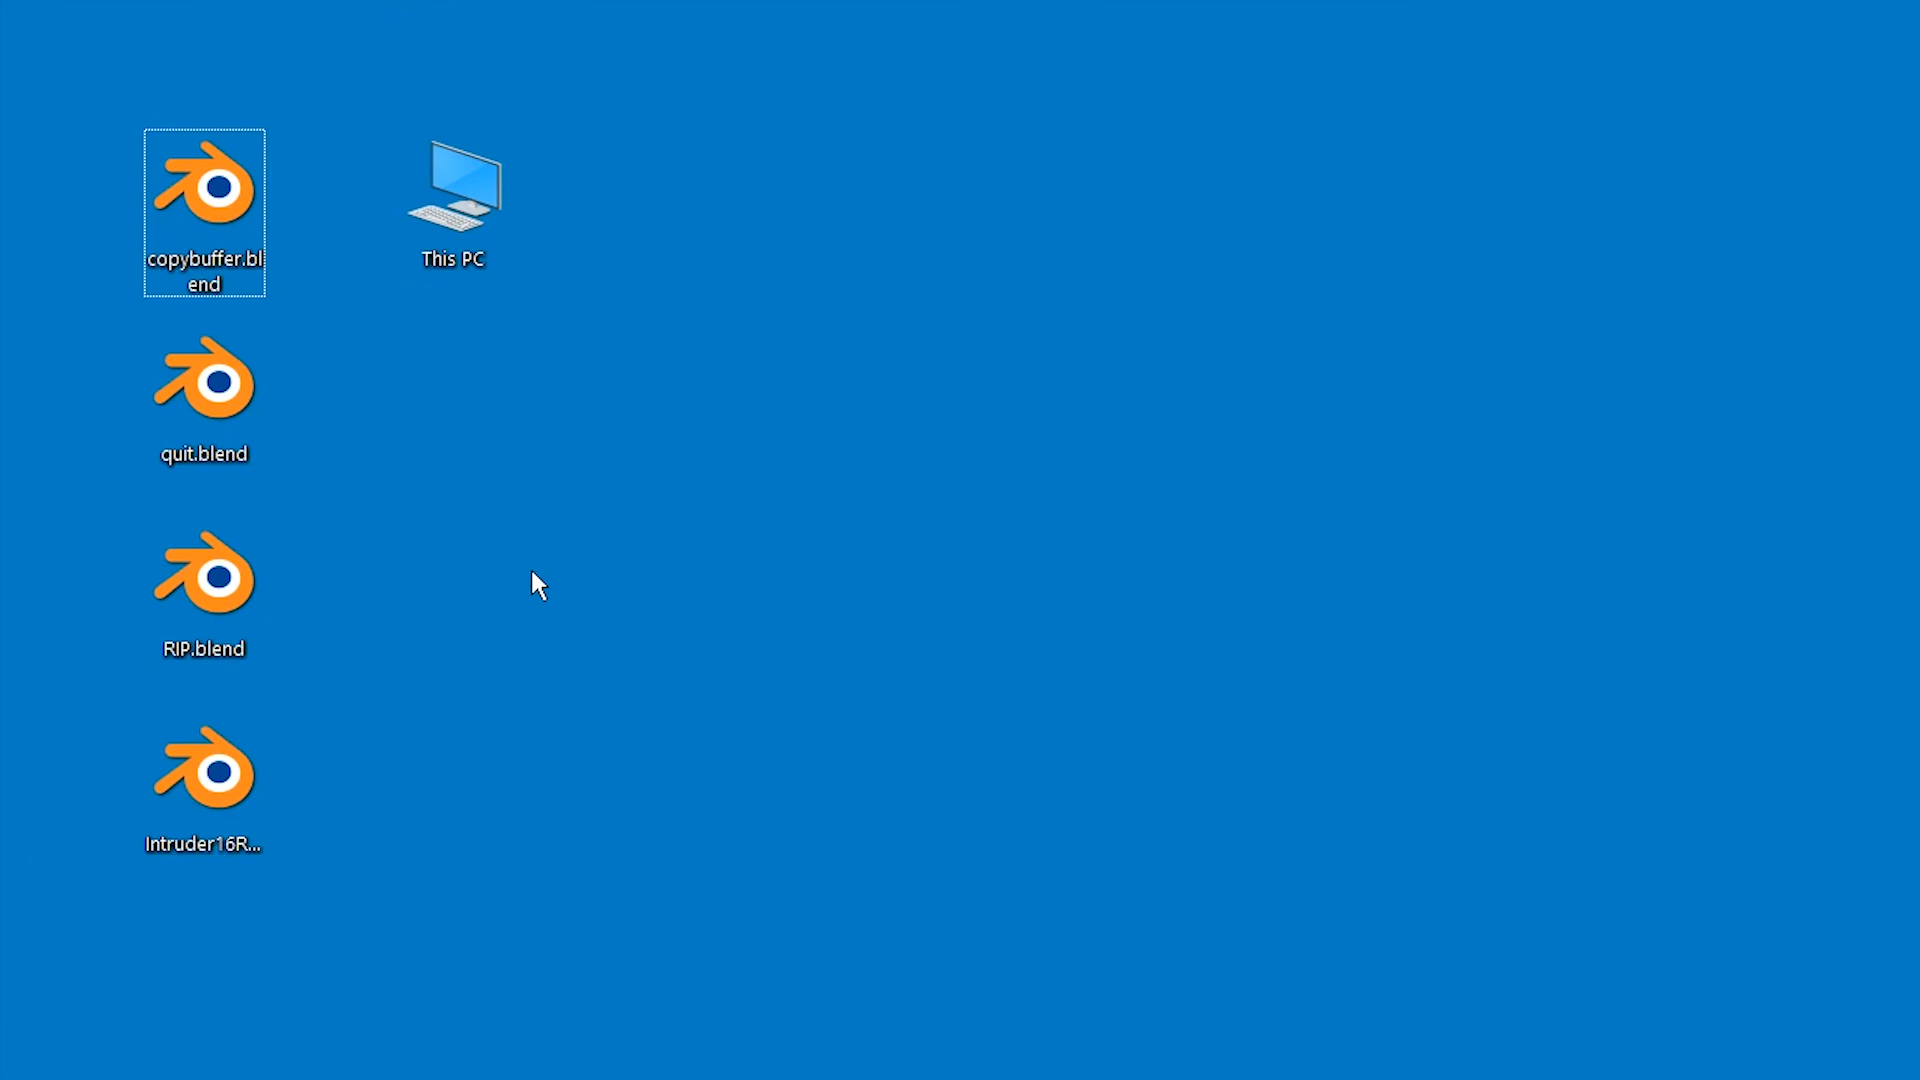 copybuffer.bl
end
This PC
quit.blend
RIP.blend
Intruder16R...